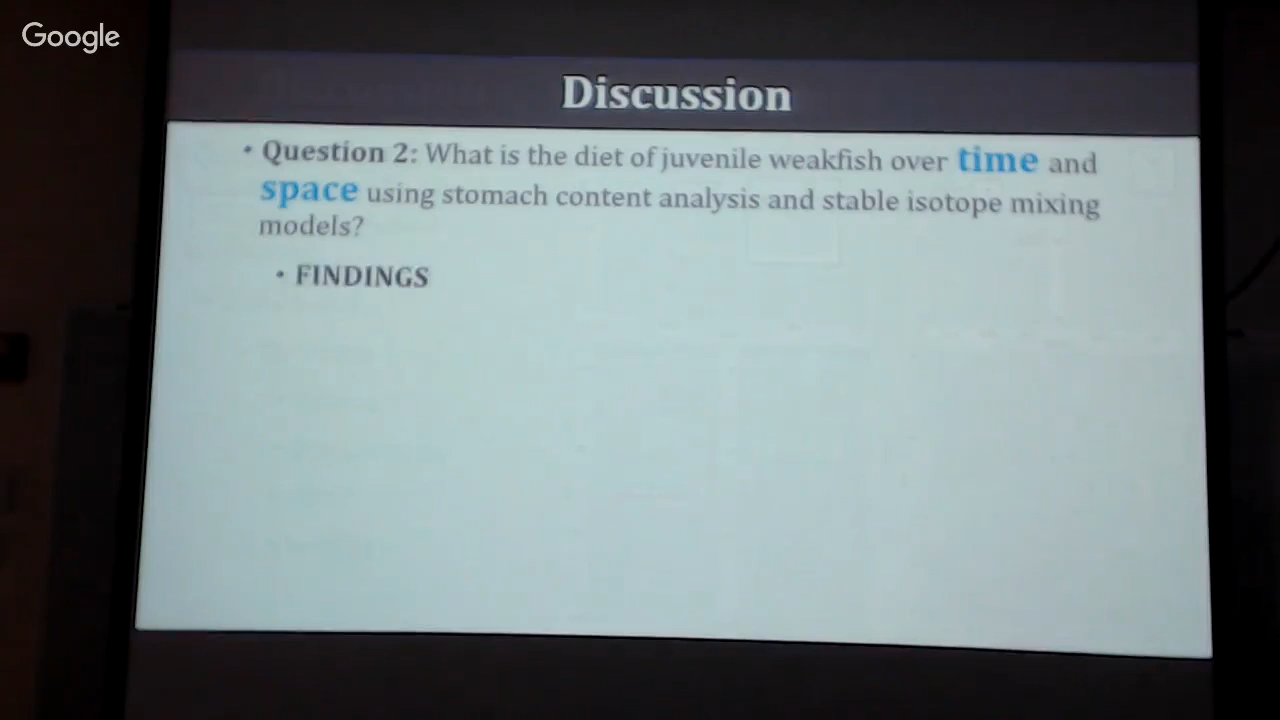 Google
Discussion
• Question 2: What is the diet of juvenile weakfish over time and
space using stomach content analysis and stable isotope mixing
models?
• FINDINGS